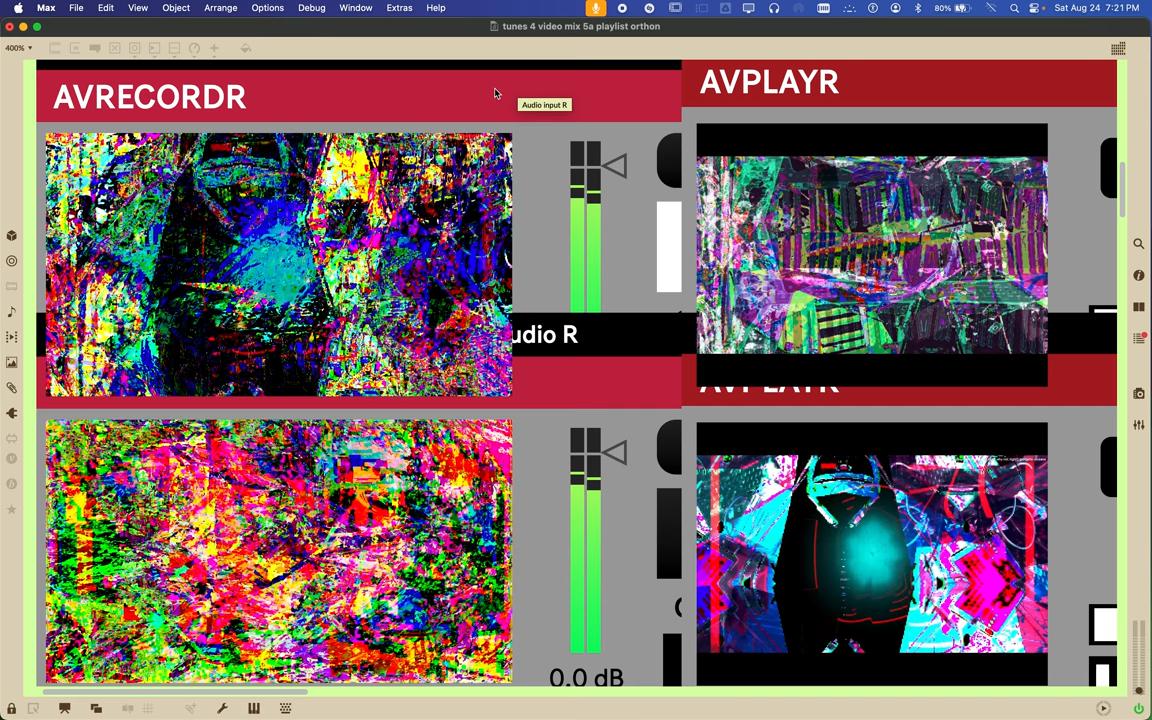 Max File Edit View Object Arrange Options Debug Window Extras Help
80% Sat Aug 24 7:21 PM
tunes 4 video mix 5a playlist orthon
400%
AVRECORDR
AVPLAYR
Audio input R
udio R
AVPLAYR
0.0 dB